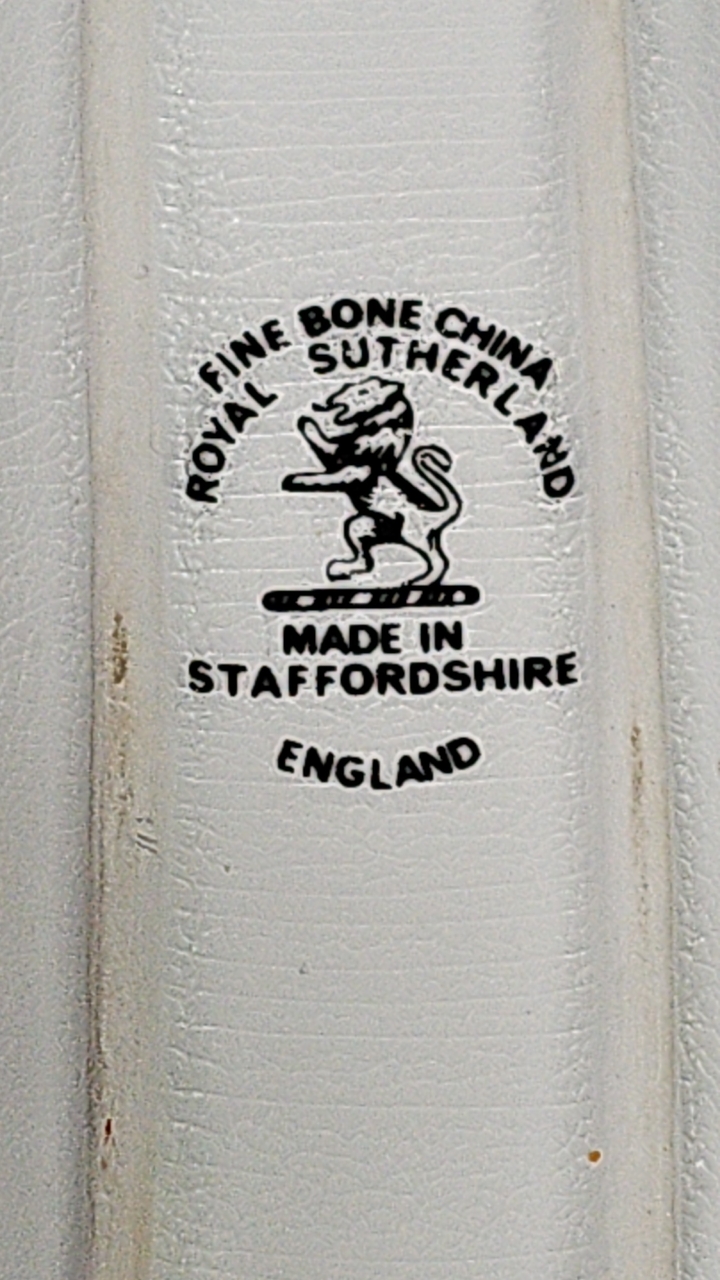 FINE BONE CHINA
ROYAL SUTHERLAND
MADE IN
STAFFORDSHIRE
ENGLAND